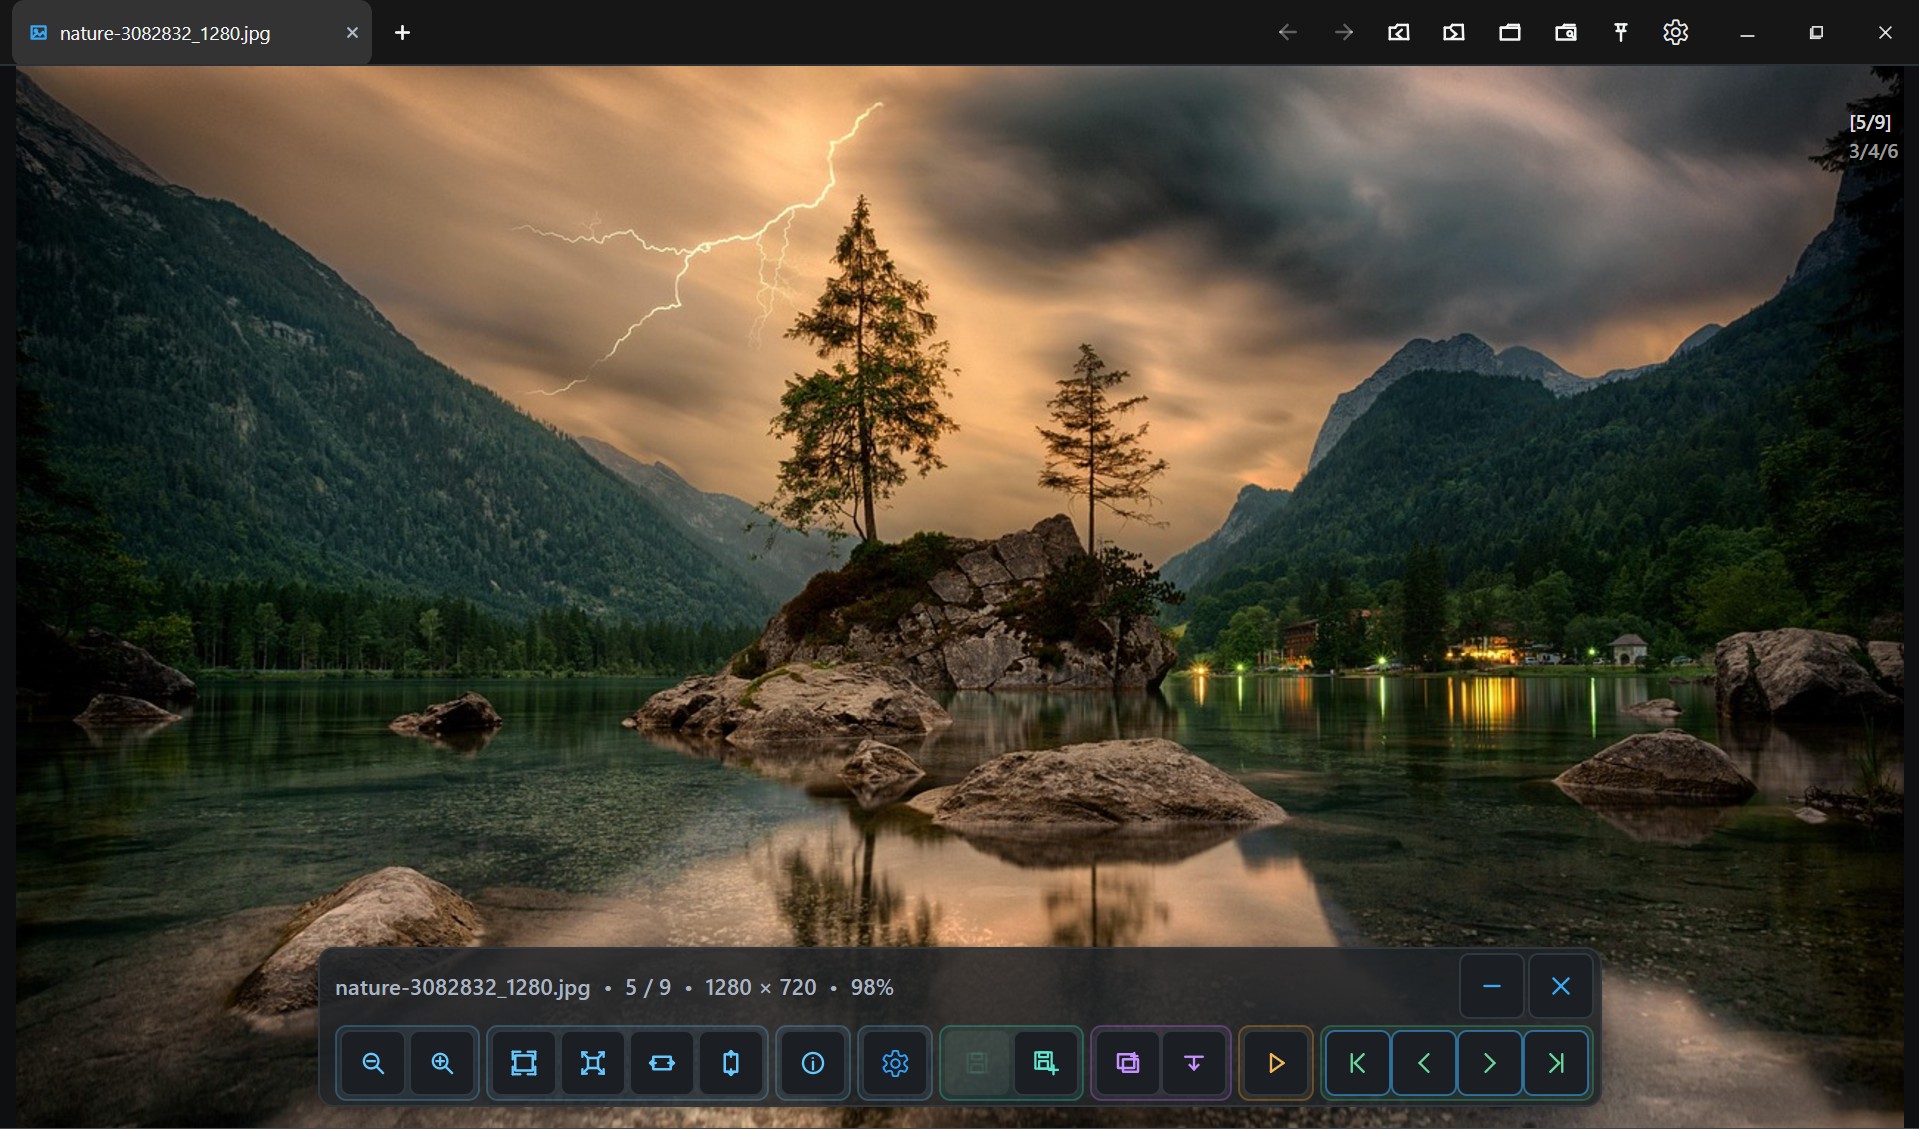 nature-3082832_1280.jpg
[5/9]
3/4/6
nature-3082832_1280.jpg • 5 / 9 • 1280 × 720 • 98%